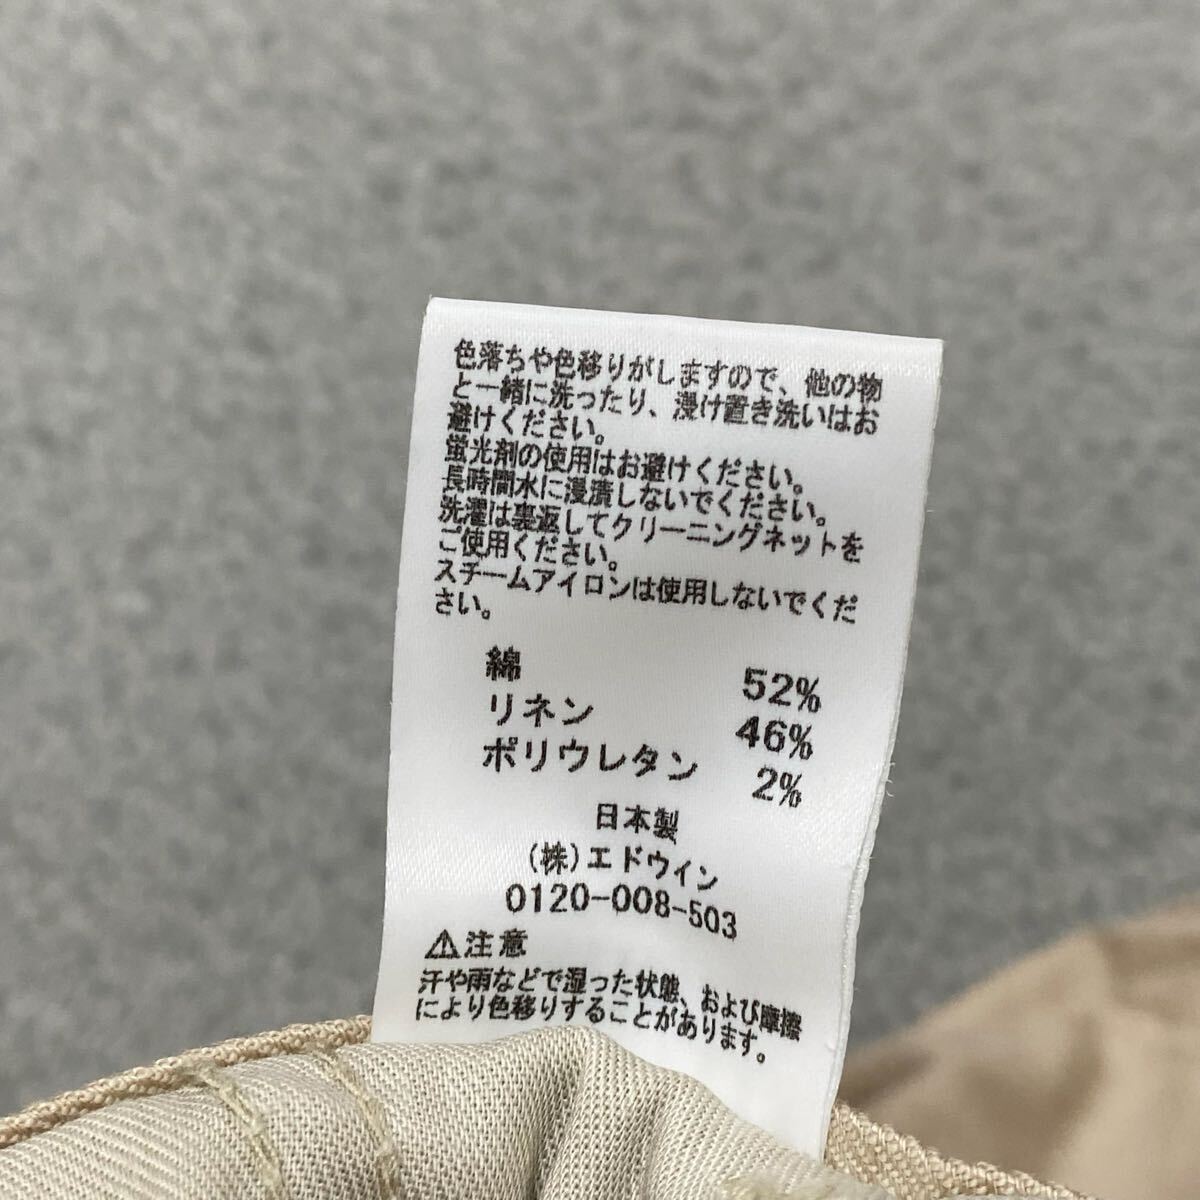 色落ちや色移りがしますので、他の物
と一緒に洗ったり、浸け置き洗いはお
避けください。
蛍光剤の使用はお避けください。
長時間水に浸漬しないでください。
洗濯は裏返してクリーニングネットを
ご使用ください。
スチームアイロンは使用しないでくだ
さい。
綿 52%
リネン 46%
ポリウレタン 2%
日本製
(株)エドウイン
0120-008-503
⚠注意
汗や雨などで湿った状態、および摩擦
により色移りすることがあります。